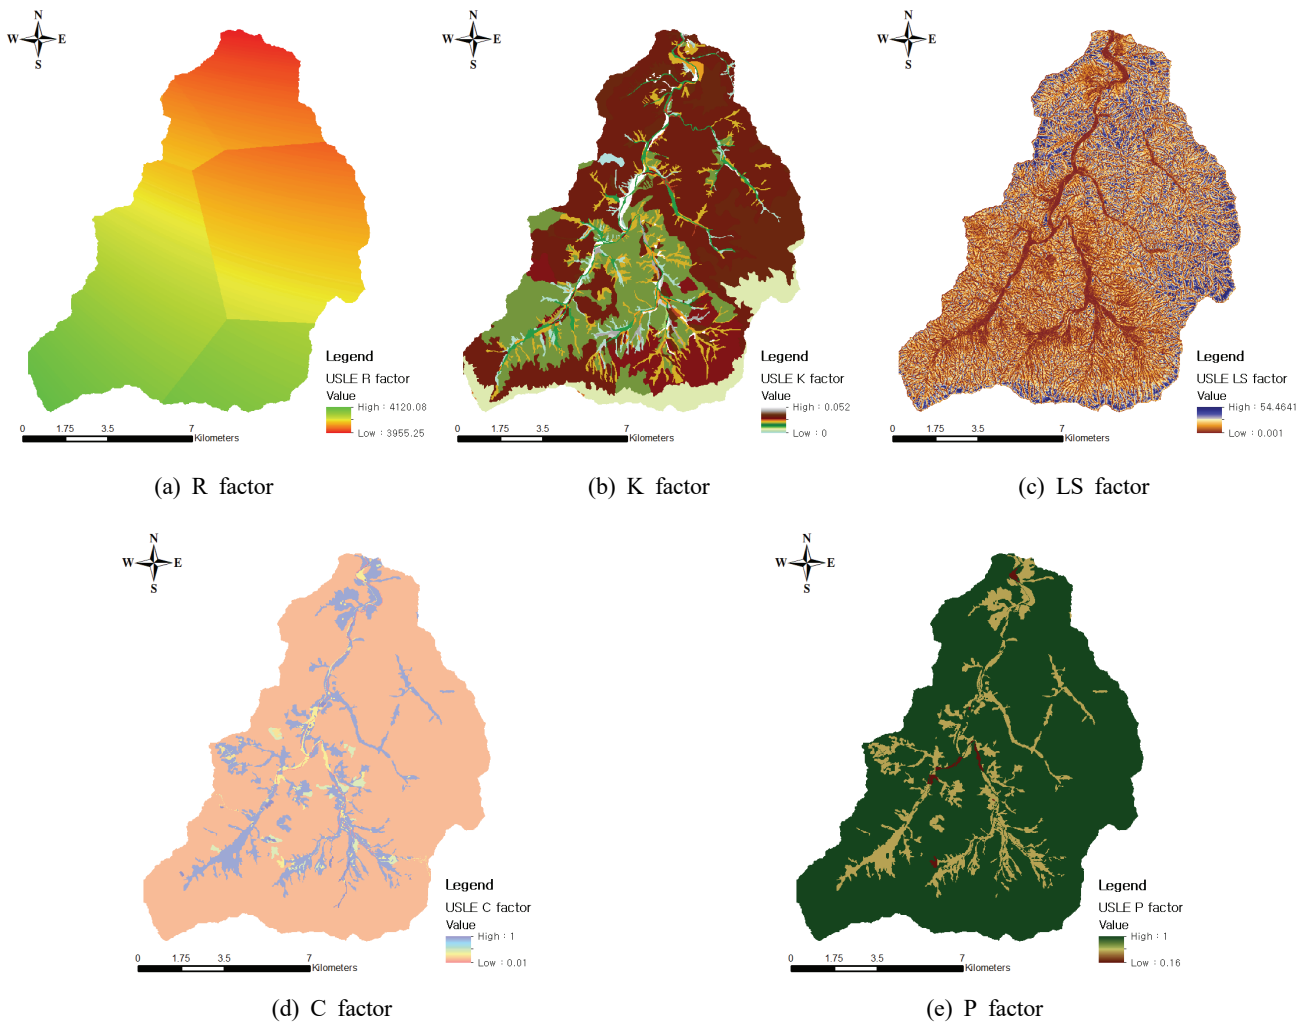 N
W E
S
Legend
USLE R factor
Value
High : 4120.08
Low : 3955.25
0 1.75 3.5 7
Kilometers
(a) R factor
N
W E
S
Legend
USLE K factor
Value
High : 0.052
Low : 0
0 1.75 3.5 7
Kilometers
(b) K factor
N
W E
S
Legend
USLE LS factor
Value
High : 54.4641
Low : 0.001
0 1.75 3.5 7
Kilometers
(c) LS factor
N
W E
S
Legend
USLE C factor
Value
High : 1
Low : 0.01
0 1.75 3.5 7
Kilometers
(d) C factor
N
W E
S
Legend
USLE P factor
Value
High : 1
Low : 0.16
0 1.75 3.5 7
Kilometers
(e) P factor